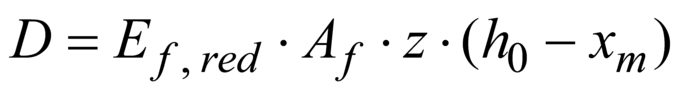 D = E_{f, red} · A_f · z · (h_0 − x_m)